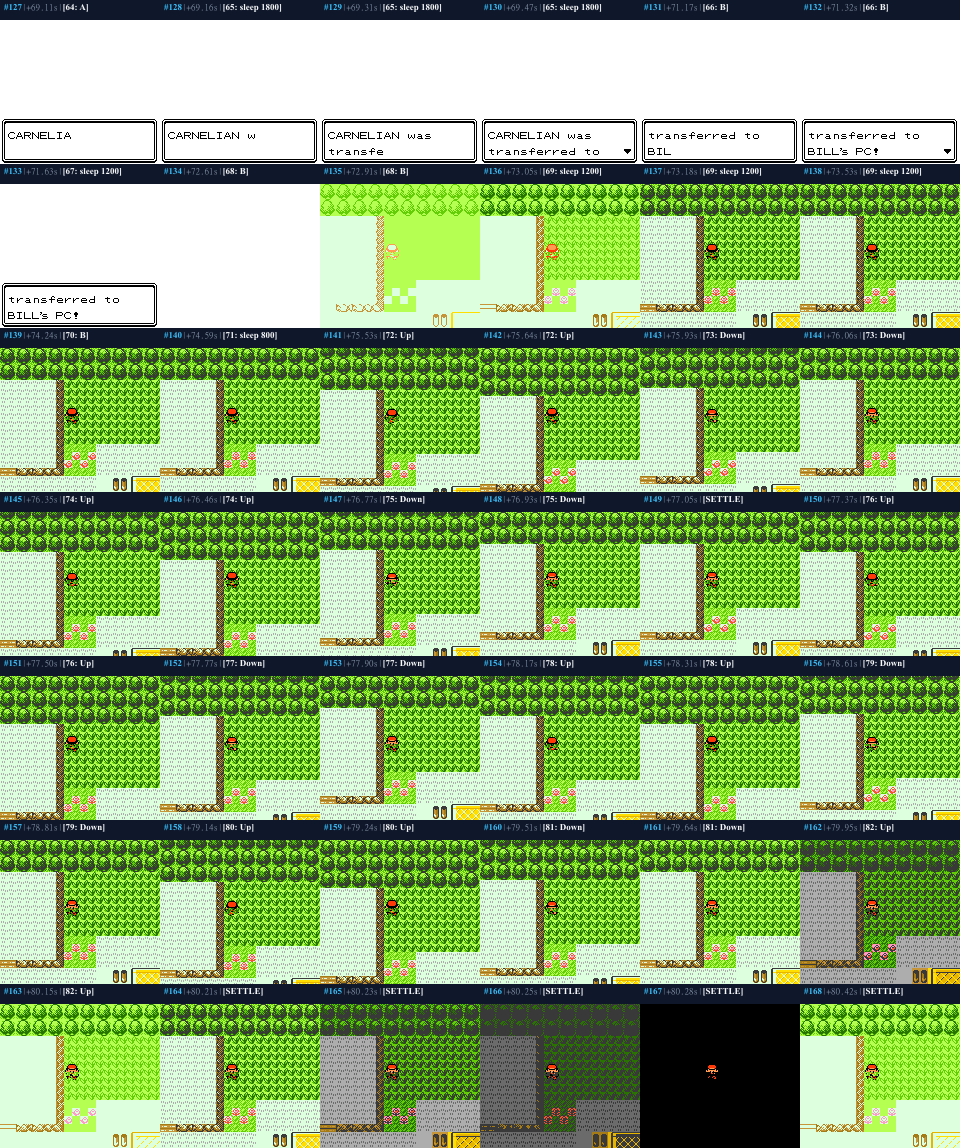 #127 | +69.11s | [64: A]
#128 | +69.16s | [65: sleep 1800]
#129 | +69.31s | [65: sleep 1800]
#130 | +69.47s | [65: sleep 1800]
#131 | +71.17s | [66: B]
#132 | +71.32s | [66: B]
CARNELIA
CARNELIAN w
CARNELIAN was
transfe
CARNELIAN was
transferred to
transferred to
BIL
transferred to
BILL's PC!
#133 | +71.63s | [67: sleep 1200]
#134 | +72.61s | [68: B]
#135 | +72.91s | [68: B]
#136 | +73.05s | [69: sleep 1200]
#137 | +73.18s | [69: sleep 1200]
#138 | +73.53s | [69: sleep 1200]
transferred to
BILL's PC!
#139 | +74.24s | [70: B]
#140 | +74.59s | [71: sleep 800]
#141 | +75.53s | [72: Up]
#142 | +75.64s | [72: Up]
#143 | +75.93s | [73: Down]
#144 | +76.06s | [73: Down]
#145 | +76.35s | [74: Up]
#146 | +76.46s | [74: Up]
#147 | +76.77s | [75: Down]
#148 | +76.93s | [75: Down]
#149 | +77.05s | [SETTLE]
#150 | +77.37s | [76: Up]
#151 | +77.50s | [76: Up]
#152 | +77.77s | [77: Down]
#153 | +77.90s | [77: Down]
#154 | +78.17s | [78: Up]
#155 | +78.31s | [78: Up]
#156 | +78.61s | [79: Down]
#157 | +78.81s | [79: Down]
#158 | +79.14s | [80: Up]
#159 | +79.24s | [80: Up]
#160 | +79.51s | [81: Down]
#161 | +79.64s | [81: Down]
#162 | +79.95s | [82: Up]
#163 | +80.15s | [82: Up]
#164 | +80.21s | [SETTLE]
#165 | +80.23s | [SETTLE]
#166 | +80.25s | [SETTLE]
#167 | +80.28s | [SETTLE]
#168 | +80.42s | [SETTLE]